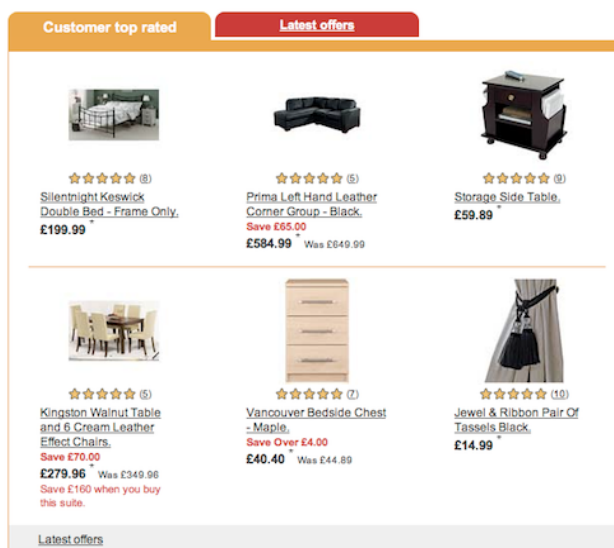 Customer top rated
Latest offers
(8)
Silentnight Keswick
Double Bed - Frame Only.
£199.99 *
(5)
Prima Left Hand Leather
Corner Group - Black.
Save £65.00
£584.99 * Was £649.99
(9)
Storage Side Table.
£59.89 *
(5)
Kingston Walnut Table
and 6 Cream Leather
Effect Chairs.
Save £70.00
£279.96 * Was £349.96
Save £160 when you buy
this suite.
(7)
Vancouver Bedside Chest
- Maple.
Save Over £4.00
£40.40 * Was £44.89
(10)
Jewel & Ribbon Pair Of
Tassels Black.
£14.99 *
Latest offers